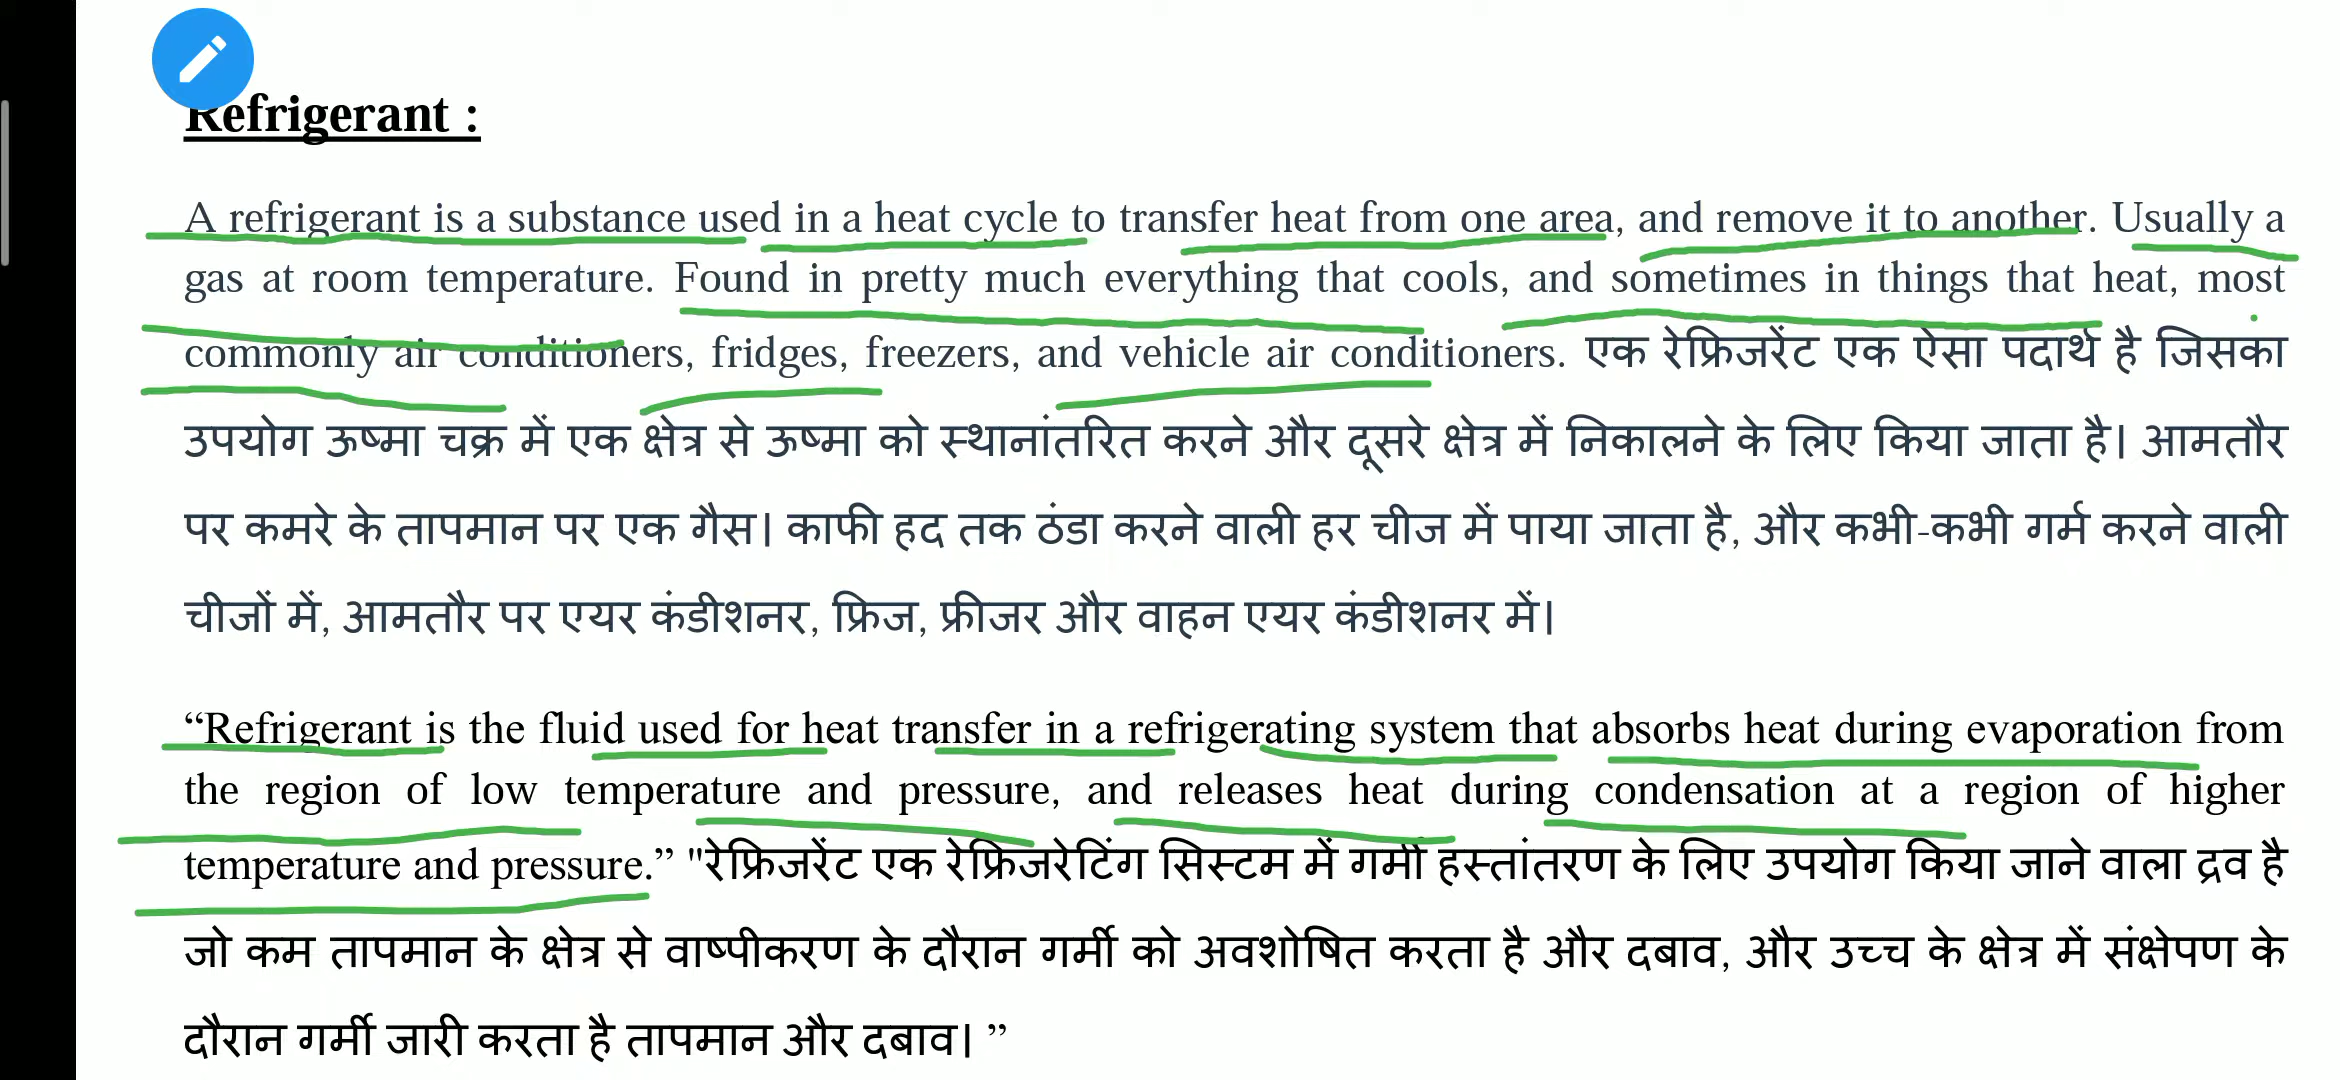 Refrigerant :
A refrigerant is a substance used in a heat cycle to transfer heat from one area, and remove it to another. Usually a
gas at room temperature. Found in pretty much everything that cools, and sometimes in things that heat, most
commonly air conditioners, fridges, freezers, and vehicle air conditioners. एक रेफ्रिजरेंट एक ऐसा पदार्थ है जिसका
उपयोग ऊष्मा चक्र में एक क्षेत्र से ऊष्मा को स्थानांतरित करने और दूसरे क्षेत्र में निकालने के लिए किया जाता है। आमतौर
पर कमरे के तापमान पर एक गैस। काफी हद तक ठंडा करने वाली हर चीज में पाया जाता है, और कभी-कभी गर्म करने वाली
चीजों में, आमतौर पर एयर कंडीशनर, फ्रिज, फ्रीजर और वाहन एयर कंडीशनर में।
“Refrigerant is the fluid used for heat transfer in a refrigerating system that absorbs heat during evaporation from
the region of low temperature and pressure, and releases heat during condensation at a region of higher
temperature and pressure.” "रेफ्रिजरेंट एक रेफ्रिजरेटिंग सिस्टम में गर्मी हस्तांतरण के लिए उपयोग किया जाने वाला द्रव है
जो कम तापमान के क्षेत्र से वाष्पीकरण के दौरान गर्मी को अवशोषित करता है और दबाव, और उच्च के क्षेत्र में संक्षेपण के
दौरान गर्मी जारी करता है तापमान और दबाव। ”